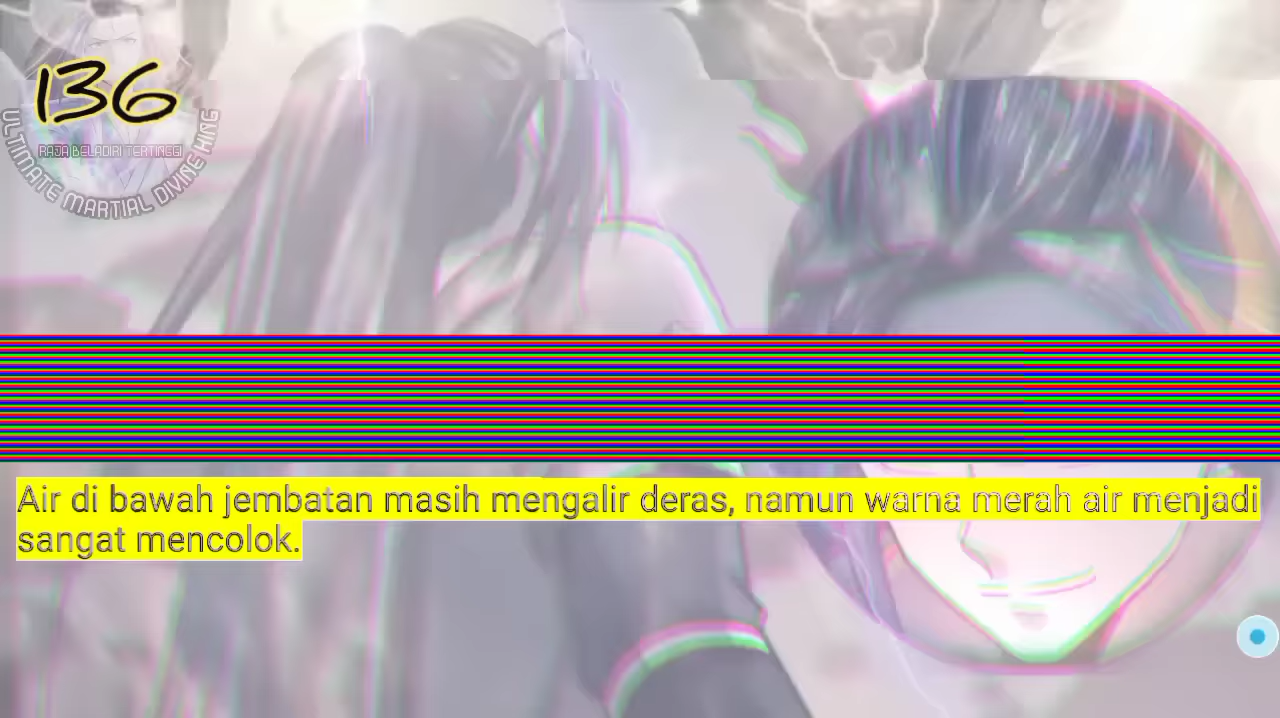 136
RAJA BELADIRI TERTINGGI
ULTIMATE MARTIAL DIVINE KING
Air di bawah jembatan masih mengalir deras, namun warna merah air menjadi
sangat mencolok.